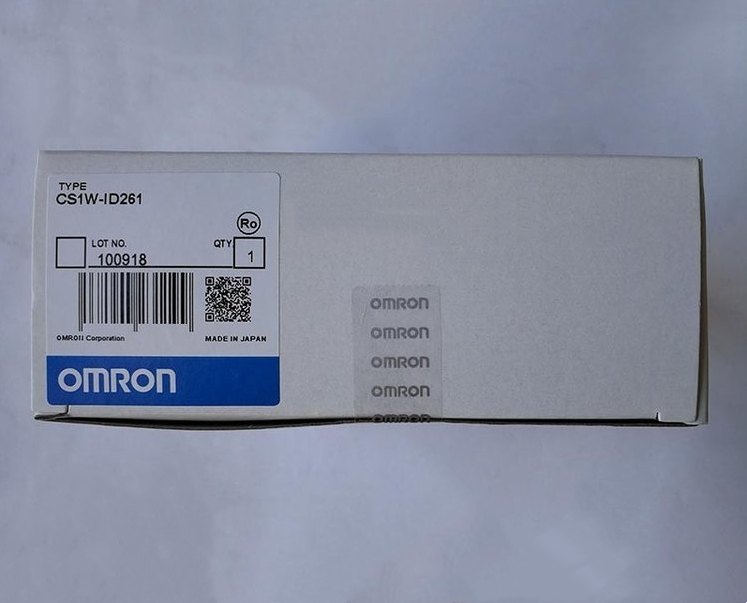 TYPE
CS1W-ID261
Ro
LOT NO.
QTY
100918
1
OMRON Corporation
MADE IN JAPAN
OMRON
OMRON
OMRON
OMRON
OMRON
OMRON